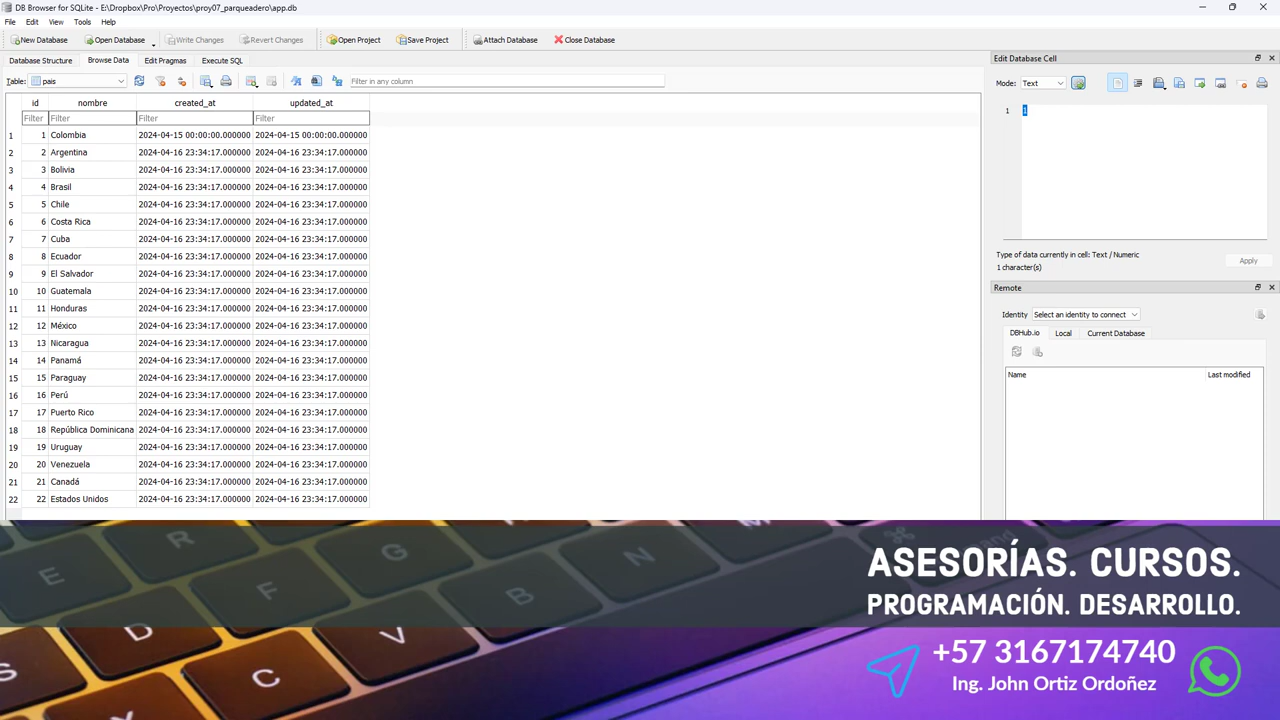 DB Browser for SQLite - E:\Dropbox\Pro\Proyectos\proy07_parqueadero\app.db
File Edit View Tools Help
New Database Open Database Write Changes Revert Changes Open Project Save Project Attach Database Close Database
Database Structure Browse Data Edit Pragmas Execute SQL
Table: pais Filter in any column
id nombre created_at updated_at
Filter Filter Filter Filter
1 1 Colombia 2024-04-15 00:00:00.000000 2024-04-15 00:00:00.000000
2 2 Argentina 2024-04-16 23:34:17.000000 2024-04-16 23:34:17.000000
3 3 Bolivia 2024-04-16 23:34:17.000000 2024-04-16 23:34:17.000000
4 4 Brasil 2024-04-16 23:34:17.000000 2024-04-16 23:34:17.000000
5 5 Chile 2024-04-16 23:34:17.000000 2024-04-16 23:34:17.000000
6 6 Costa Rica 2024-04-16 23:34:17.000000 2024-04-16 23:34:17.000000
7 7 Cuba 2024-04-16 23:34:17.000000 2024-04-16 23:34:17.000000
8 8 Ecuador 2024-04-16 23:34:17.000000 2024-04-16 23:34:17.000000
9 9 El Salvador 2024-04-16 23:34:17.000000 2024-04-16 23:34:17.000000
10 10 Guatemala 2024-04-16 23:34:17.000000 2024-04-16 23:34:17.000000
11 11 Honduras 2024-04-16 23:34:17.000000 2024-04-16 23:34:17.000000
12 12 México 2024-04-16 23:34:17.000000 2024-04-16 23:34:17.000000
13 13 Nicaragua 2024-04-16 23:34:17.000000 2024-04-16 23:34:17.000000
14 14 Panamá 2024-04-16 23:34:17.000000 2024-04-16 23:34:17.000000
15 15 Paraguay 2024-04-16 23:34:17.000000 2024-04-16 23:34:17.000000
16 16 Perú 2024-04-16 23:34:17.000000 2024-04-16 23:34:17.000000
17 17 Puerto Rico 2024-04-16 23:34:17.000000 2024-04-16 23:34:17.000000
18 18 República Dominicana 2024-04-16 23:34:17.000000 2024-04-16 23:34:17.000000
19 19 Uruguay 2024-04-16 23:34:17.000000 2024-04-16 23:34:17.000000
20 20 Venezuela 2024-04-16 23:34:17.000000 2024-04-16 23:34:17.000000
21 21 Canadá 2024-04-16 23:34:17.000000 2024-04-16 23:34:17.000000
22 22 Estados Unidos 2024-04-16 23:34:17.000000 2024-04-16 23:34:17.000000
Edit Database Cell
Mode: Text
1 1
Type of data currently in cell: Text / Numeric
1 character(s)
Apply
Remote
Identity Select an identity to connect
DBHub.io Local Current Database
Name Last modified
E R D F G C V B N
ASESORÍAS. CURSOS.
PROGRAMACIÓN. DESARROLLO.
+57 3167174740
Ing. John Ortiz Ordoñez